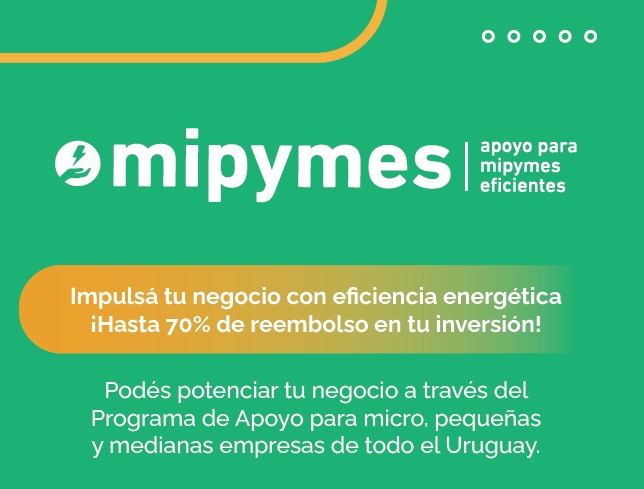 mipymes
apoyo para
mipymes
eficientes
Impulsá tu negocio con eficiencia energética
¡Hasta 70% de reembolso en tu inversión!
Podés potenciar tu negocio a través del
Programa de Apoyo para micro, pequeñas
y medianas empresas de todo el Uruguay.